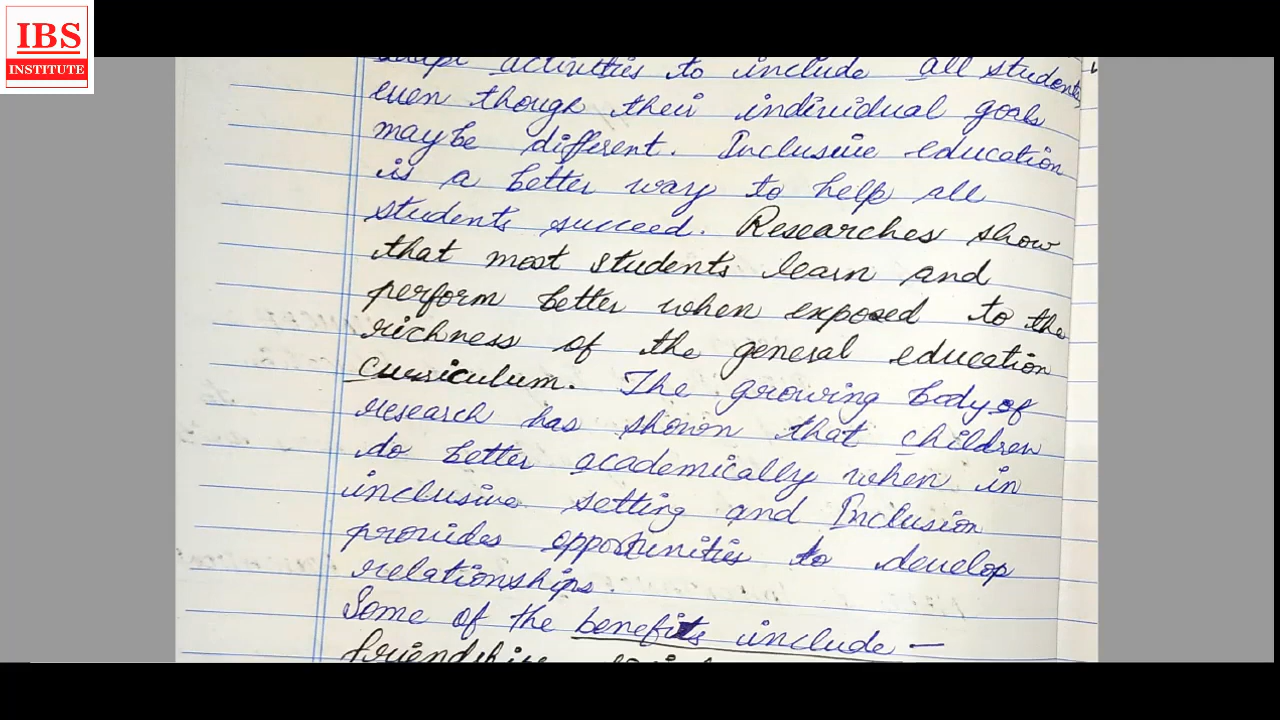 IBS
INSTITUTE
adapt activities to include all students,
even though their individual goals
maybe different. Inclusive education
is a better way to help all
students succeed. Researches show
that most students learn and
perform better when exposed to the
richness of the general education
curriculum. The growing body of
research has shown that children
do better academically when in
inclusive setting and Inclusion
provides opportunities to develop
relationships.
Some of the benefits include —
friendships